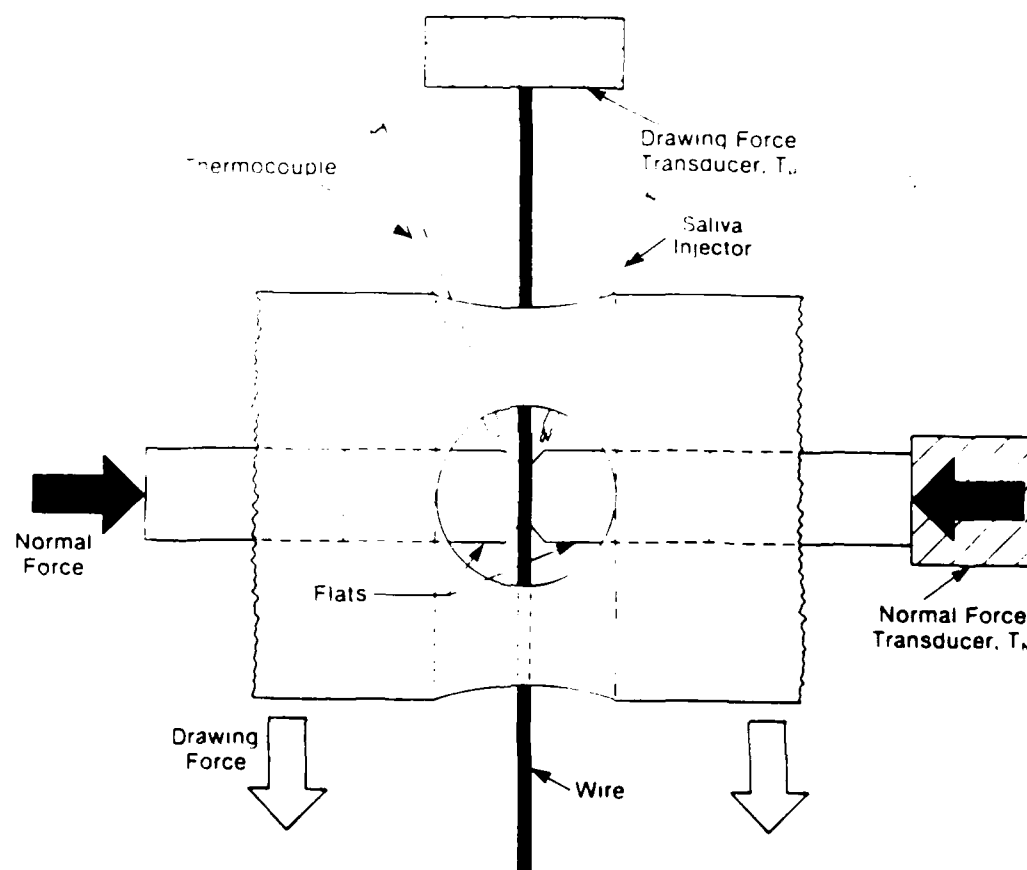 Drawing Force
Transducer, T
Thermocouple
Saliva
Injector
Normal
Force
Flats
Normal Force
Transducer, T
Drawing
Force
Wire